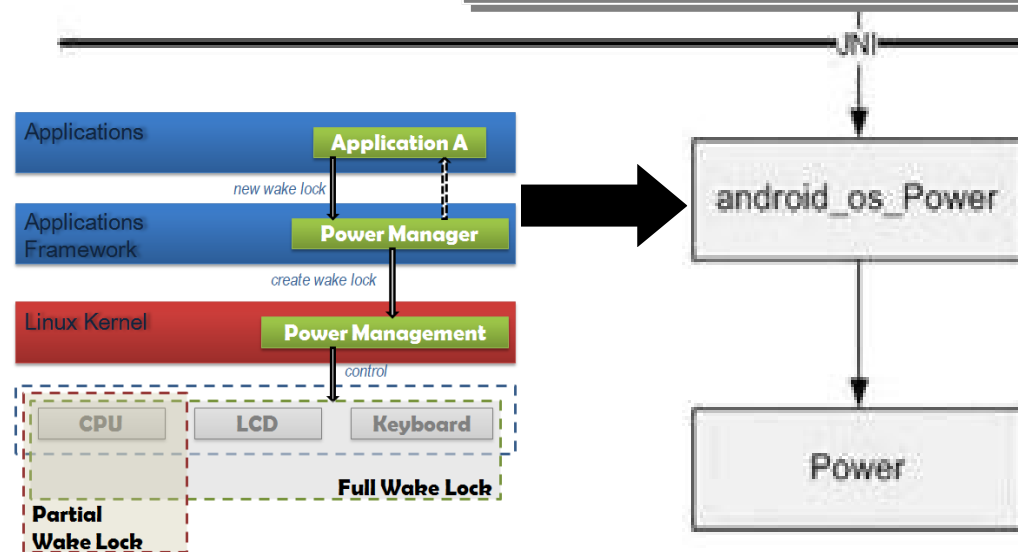 JNI
Applications
Application A
new wake lock
Applications
Framework
Power Manager
create wake lock
Linux Kernel
Power Management
control
CPU
LCD
Keyboard
Full Wake Lock
Partial
Wake Lock
android_os_Power
Power